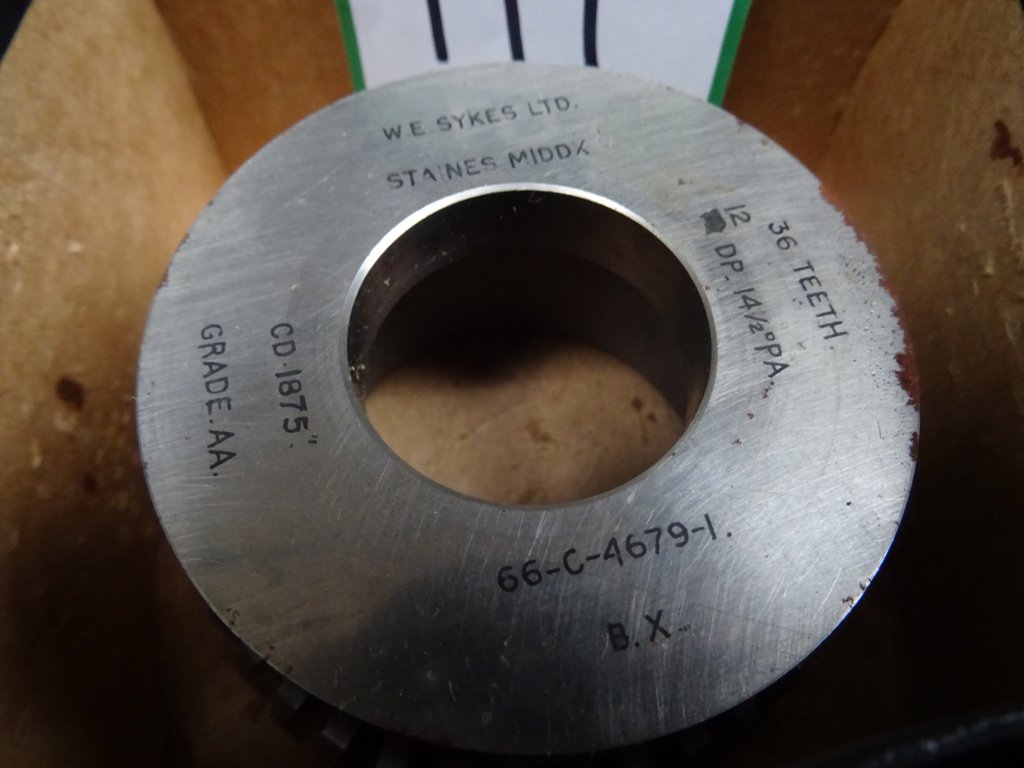 W.E SYKES LTD.
STAINES MIDDX
36 TEETH.
12 DP. 14½°PA.
CD.1875"
GRADE.AA.
66-C-4679-1.
B.X.